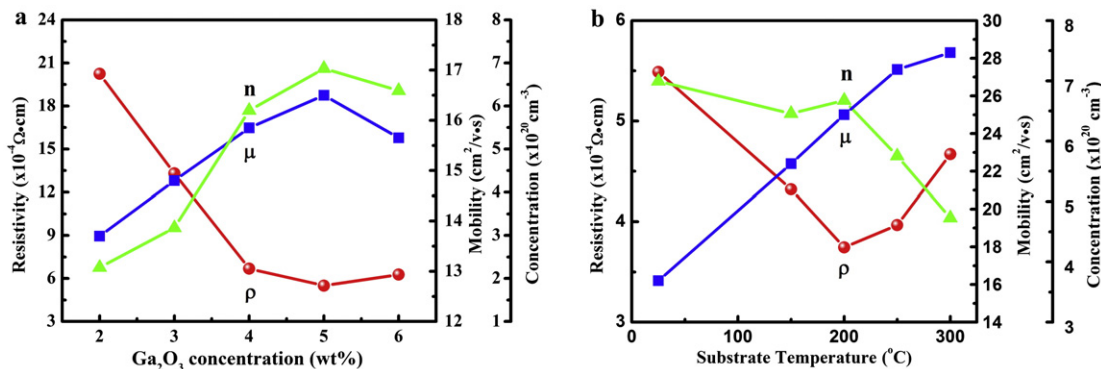 a
24
21
18
15
12
9
6
3
Resistivity (x10⁻⁴Ω•cm)
2 3 4 5 6
Ga₂O₃ concentration (wt%)
n
μ
ρ
18
17
16
15
14
13
12
Mobility (cm²/v•s)
8
7
6
5
4
3
2
1
Concentration (x10²⁰ cm⁻³)
b
6
5
4
3
Resistivity (x10⁻⁴Ω•cm)
0 100 200 300
Substrate Temperature (°C)
n
μ
ρ
30
28
26
24
22
20
18
16
14
Mobility (cm²/v•s)
8
7
6
5
4
3
Concentration (x10²⁰ cm⁻³)